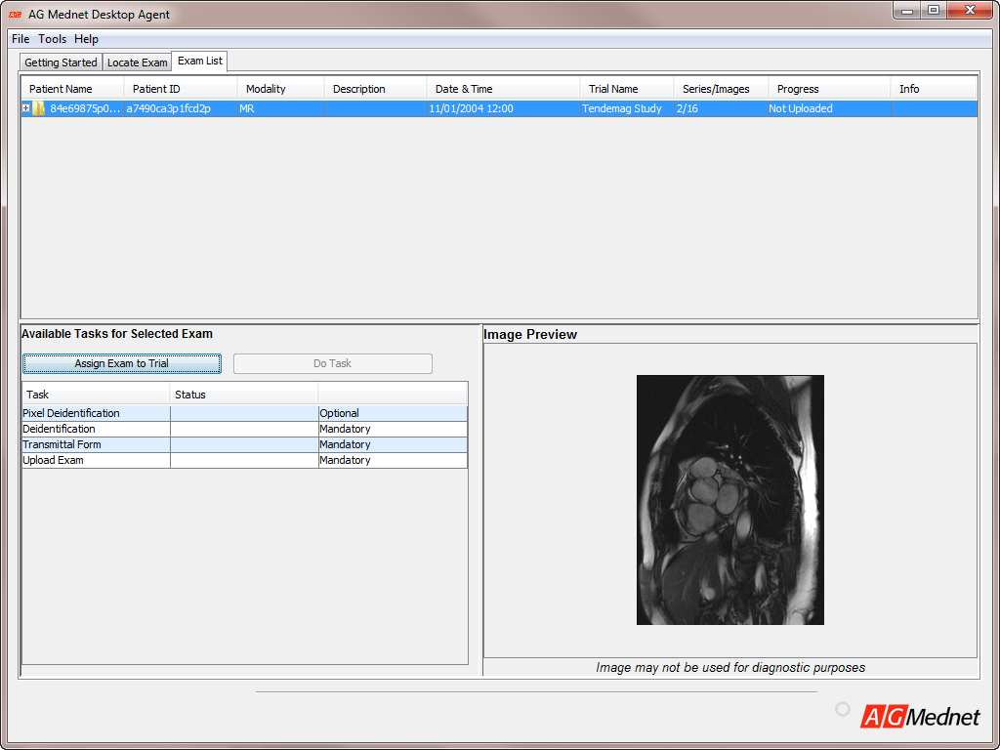 AG AG Mednet Desktop Agent
File Tools Help
Getting Started Locate Exam Exam List
Patient Name Patient ID Modality Description Date & Time Trial Name Series/Images Progress Info
84e69875p0... a7490ca3p1fcd2p MR 11/01/2004 12:00 Tendemag Study 2/16 Not Uploaded
Available Tasks for Selected Exam
Assign Exam to Trial Do Task
Task Status
Pixel Deidentification Optional
Deidentification Mandatory
Transmittal Form Mandatory
Upload Exam Mandatory
Image Preview
Image may not be used for diagnostic purposes
AG Mednet